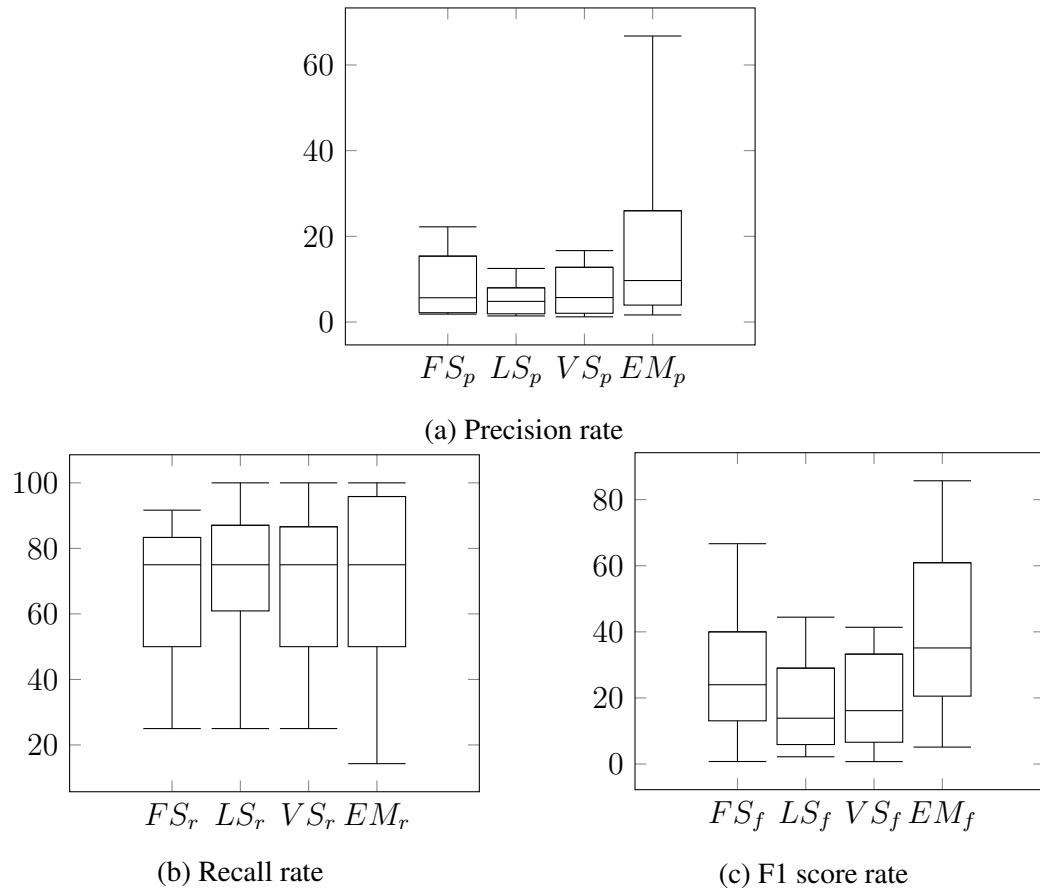 60
40
20
0
FS_p LS_p VS_p EM_p
(a) Precision rate
100
80
60
40
20
FS_r LS_r VS_r EM_r
(b) Recall rate
80
60
40
20
0
FS_f LS_f VS_f EM_f
(c) F1 score rate